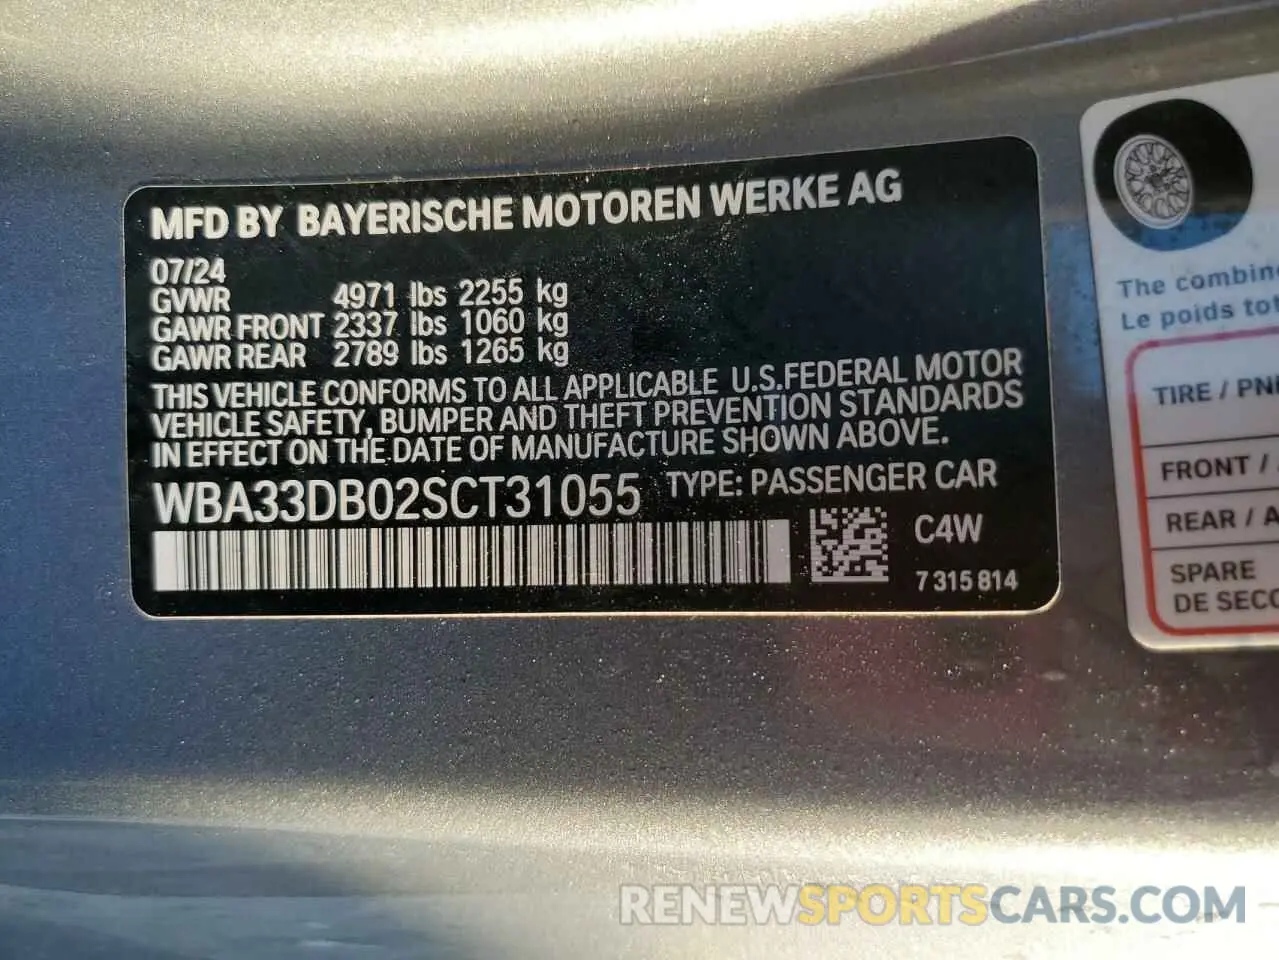 MFD BY BAYERISCHE MOTOREN WERKE AG
07/24
GVWR 4971 lbs 2255 kg
GAWR FRONT 2337 lbs 1060 kg
GAWR REAR 2789 lbs 1265 kg
THIS VEHICLE CONFORMS TO ALL APPLICABLE U.S.FEDERAL MOTOR
VEHICLE SAFETY, BUMPER AND THEFT PREVENTION STANDARDS
IN EFFECT ON THE DATE OF MANUFACTURE SHOWN ABOVE.
WBA33DB02SCT31055 TYPE: PASSENGER CAR
C4W
7 315 814
The combin
Le poids tot
TIRE / PN
FRONT /
REAR / A
SPARE
DE SECO
RENEWSPORTSCARS.COM